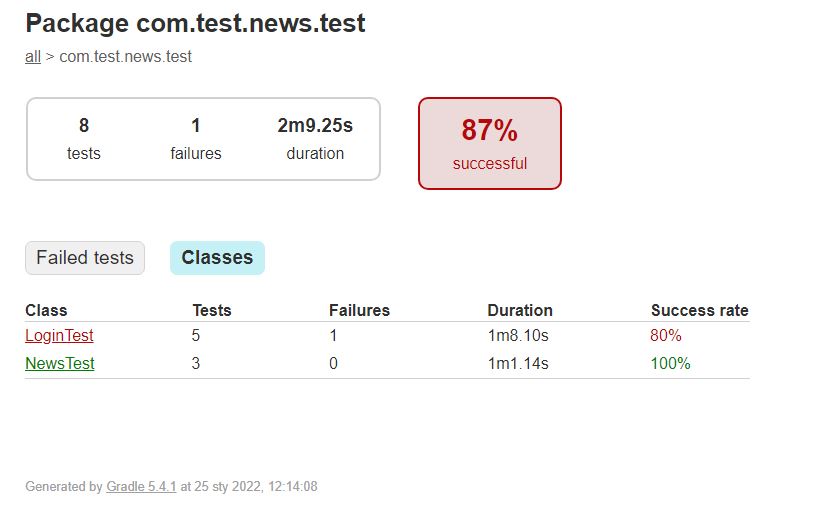 Package com.test.news.test
all > com.test.news.test
8 1 2m9.25s
tests failures duration
87%
successful
Failed tests Classes
Class Tests Failures Duration Success rate
LoginTest 5 1 1m8.10s 80%
NewsTest 3 0 1m1.14s 100%
Generated by Gradle 5.4.1 at 25 sty 2022, 12:14:08